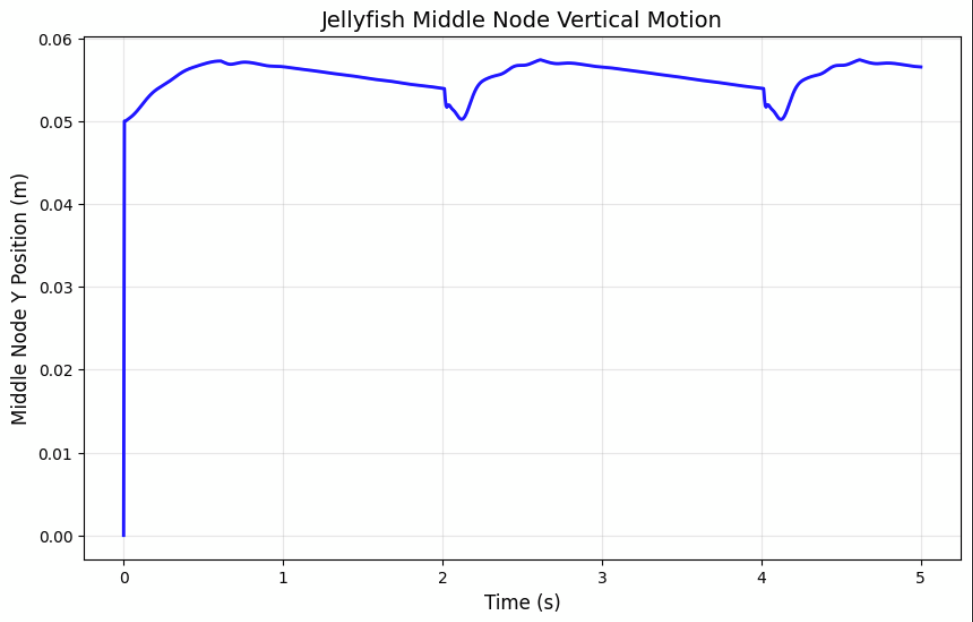 Jellyfish Middle Node Vertical Motion
Middle Node Y Position (m)
0.06
0.05
0.04
0.03
0.02
0.01
0.00
0 1 2 3 4 5
Time (s)